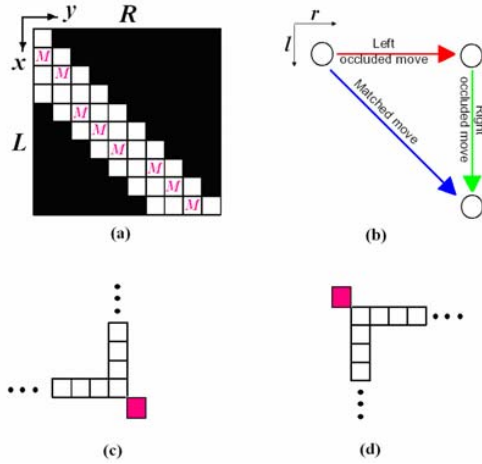 y R
x
M
M
M
L
M
M
M
M
M
(a)
r
l
Left
occluded move
Matched move
Right
occluded move
(b)
(c)
(d)